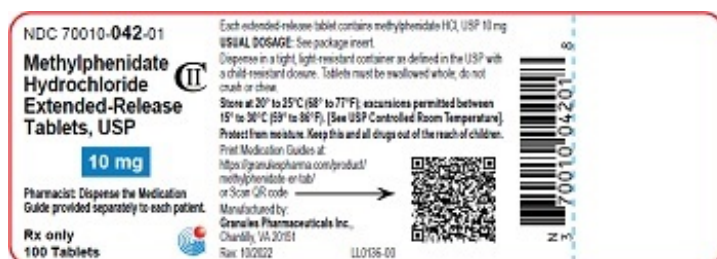 NDC 70010-042-01
Methylphenidate
Hydrochloride
Extended-Release
Tablets, USP
CII
10 mg
Pharmacist: Dispense the Medication
Guide provided separately to each patient.
Rx only
100 Tablets
Each extended-release tablet contains methylphenidate HCl, USP 10 mg
USUAL DOSAGE: See package insert.
Dispense in a tight, light-resistant container as defined in the USP with
a child-resistant closure. Tablets must be swallowed whole, do not
crush or chew.
Store at 20° to 25°C (68° to 77°F); excursions permitted between
15° to 30°C (59° to 86°F). [See USP Controlled Room Temperature].
Protect from moisture. Keep this and all drugs out of the reach of children.
Print Medication Guides at:
https://granulespharma.com/product/
methylphenidate-er-tab/
or Scan QR code
Manufactured by:
Granules Pharmaceuticals Inc.,
Chantilly, VA 20151
Rev: 10/2022
LL0136-00
N
3
70010 04201
8